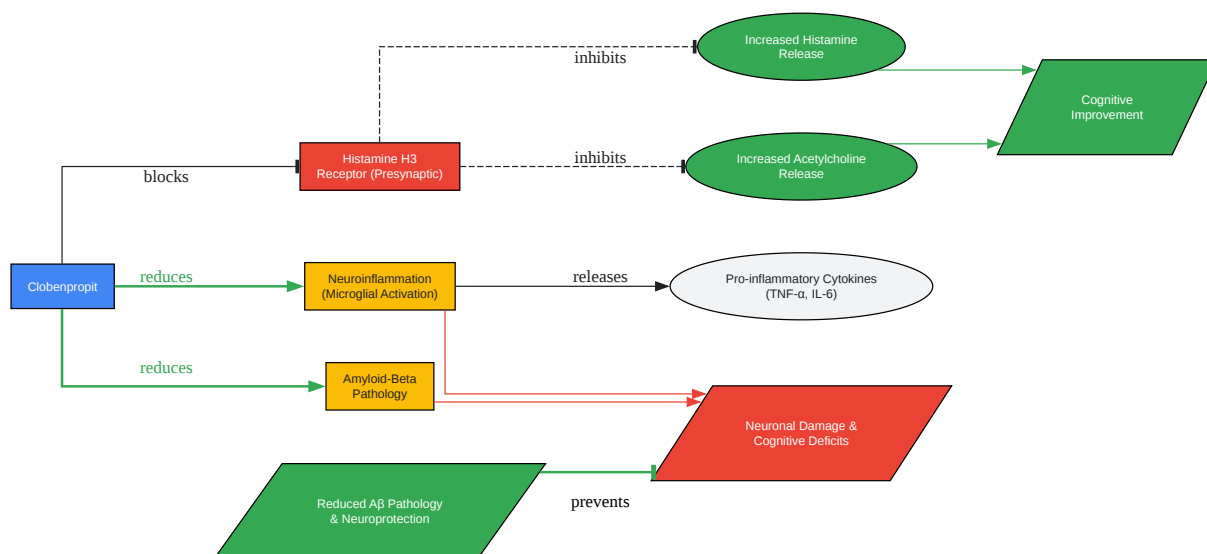 Increased Histamine
Release
inhibits
Cognitive
Improvement
Histamine H3
Receptor (Presynaptic)
inhibits
Increased Acetylcholine
Release
blocks
Clobenpropit
reduces
Neuroinflammation
(Microglial Activation)
releases
Pro-inflammatory Cytokines
(TNF-α, IL-6)
reduces
Amyloid-Beta
Pathology
Neuronal Damage &
Cognitive Deficits
Reduced Aβ Pathology
& Neuroprotection
prevents